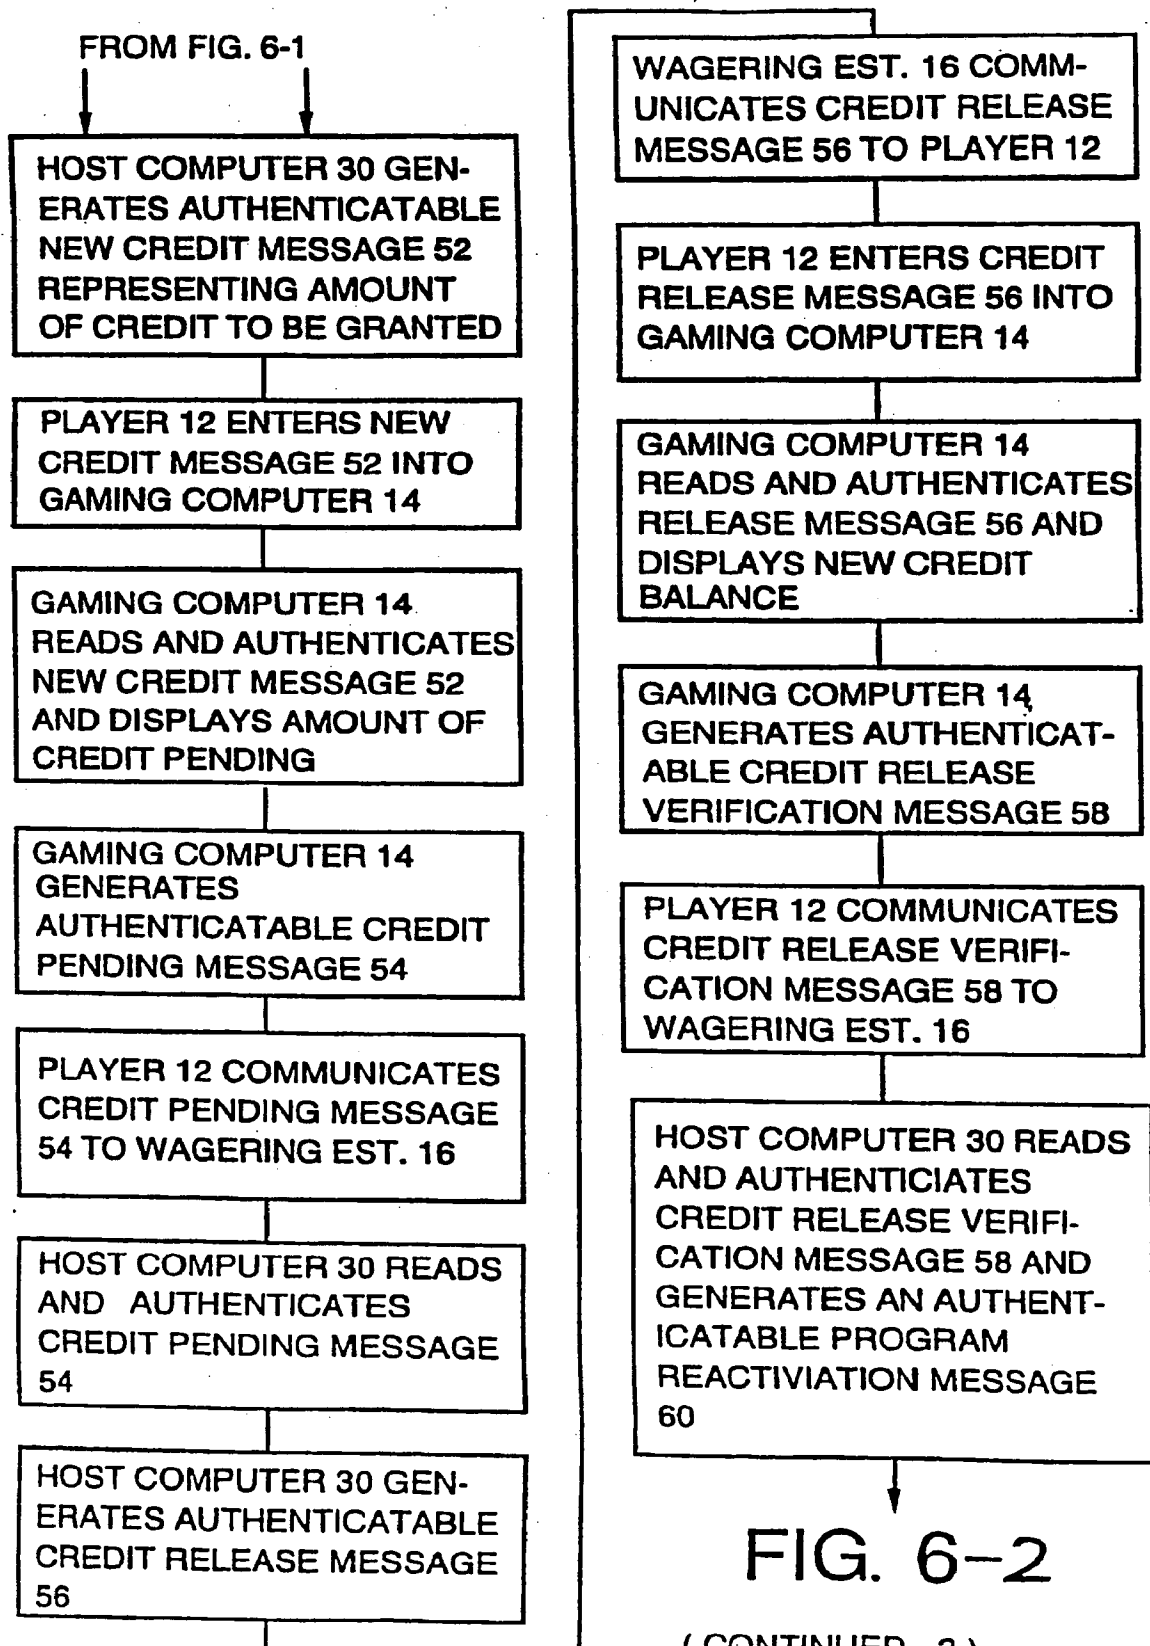 FROM FIG. 6-1
HOST COMPUTER 30 GEN-
ERATES AUTHENTICATABLE
NEW CREDIT MESSAGE 52
REPRESENTING AMOUNT
OF CREDIT TO BE GRANTED
PLAYER 12 ENTERS NEW
CREDIT MESSAGE 52 INTO
GAMING COMPUTER 14
GAMING COMPUTER 14
READS AND AUTHENTICATES
NEW CREDIT MESSAGE 52
AND DISPLAYS AMOUNT OF
CREDIT PENDING
GAMING COMPUTER 14
GENERATES
AUTHENTICATABLE CREDIT
PENDING MESSAGE 54
PLAYER 12 COMMUNICATES
CREDIT PENDING MESSAGE
54 TO WAGERING EST. 16
HOST COMPUTER 30 READS
AND AUTHENTICATES
CREDIT PENDING MESSAGE
54
HOST COMPUTER 30 GEN-
ERATES AUTHENTICATABLE
CREDIT RELEASE MESSAGE
56
WAGERING EST. 16 COMM-
UNICATES CREDIT RELEASE
MESSAGE 56 TO PLAYER 12
PLAYER 12 ENTERS CREDIT
RELEASE MESSAGE 56 INTO
GAMING COMPUTER 14
GAMING COMPUTER 14
READS AND AUTHENTICATES
RELEASE MESSAGE 56 AND
DISPLAYS NEW CREDIT
BALANCE
GAMING COMPUTER 14
GENERATES AUTHENTICAT-
ABLE CREDIT RELEASE
VERIFICATION MESSAGE 58
PLAYER 12 COMMUNICATES
CREDIT RELEASE VERIFI-
CATION MESSAGE 58 TO
WAGERING EST. 16
HOST COMPUTER 30 READS
AND AUTHENTICIATES
CREDIT RELEASE VERIFI-
CATION MESSAGE 58 AND
GENERATES AN AUTHENT-
ICATABLE PROGRAM
REACTIVIATION MESSAGE
60
FIG. 6-2
(CONTINUED - 3)